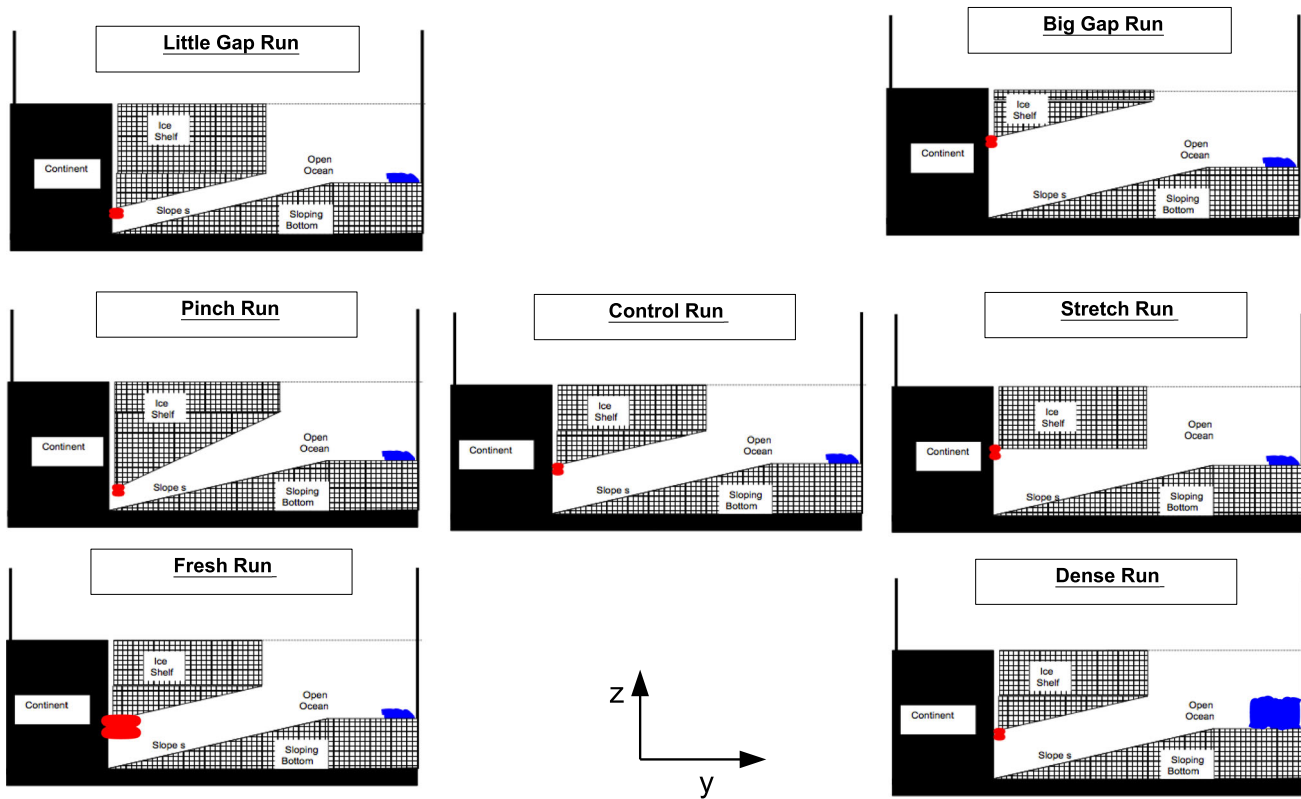 Little Gap Run
Ice
Shelf
Continent
Open
Ocean
Slope s
Sloping
Bottom
Big Gap Run
Ice
Shelf
Continent
Open
Ocean
Slope s
Sloping
Bottom
Pinch Run
Ice
Shelf
Continent
Open
Ocean
Slope s
Sloping
Bottom
Control Run
Ice
Shelf
Continent
Open
Ocean
Slope s
Sloping
Bottom
Stretch Run
Ice
Shelf
Continent
Open
Ocean
Slope s
Sloping
Bottom
Fresh Run
Ice
Shelf
Continent
Open
Ocean
Slope s
Sloping
Bottom
z
y
Dense Run
Ice
Shelf
Continent
Open
Ocean
Slope s
Sloping
Bottom